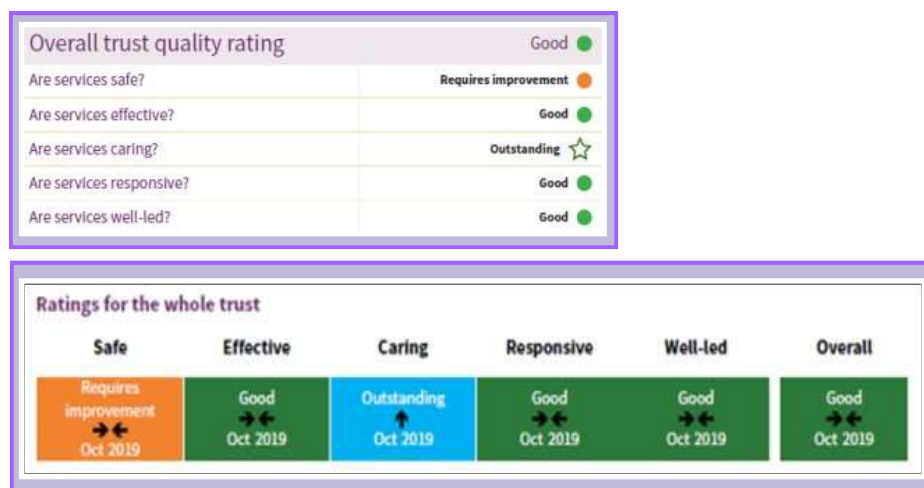 Overall trust quality rating Good
Are services safe? Requires improvement
Are services effective? Good
Are services caring? Outstanding
Are services responsive? Good
Are services well-led? Good
Ratings for the whole trust
Safe Effective Caring Responsive Well-led Overall
Requires improvement Oct 2019
Good Oct 2019
Outstanding Oct 2019
Good Oct 2019
Good Oct 2019
Good Oct 2019